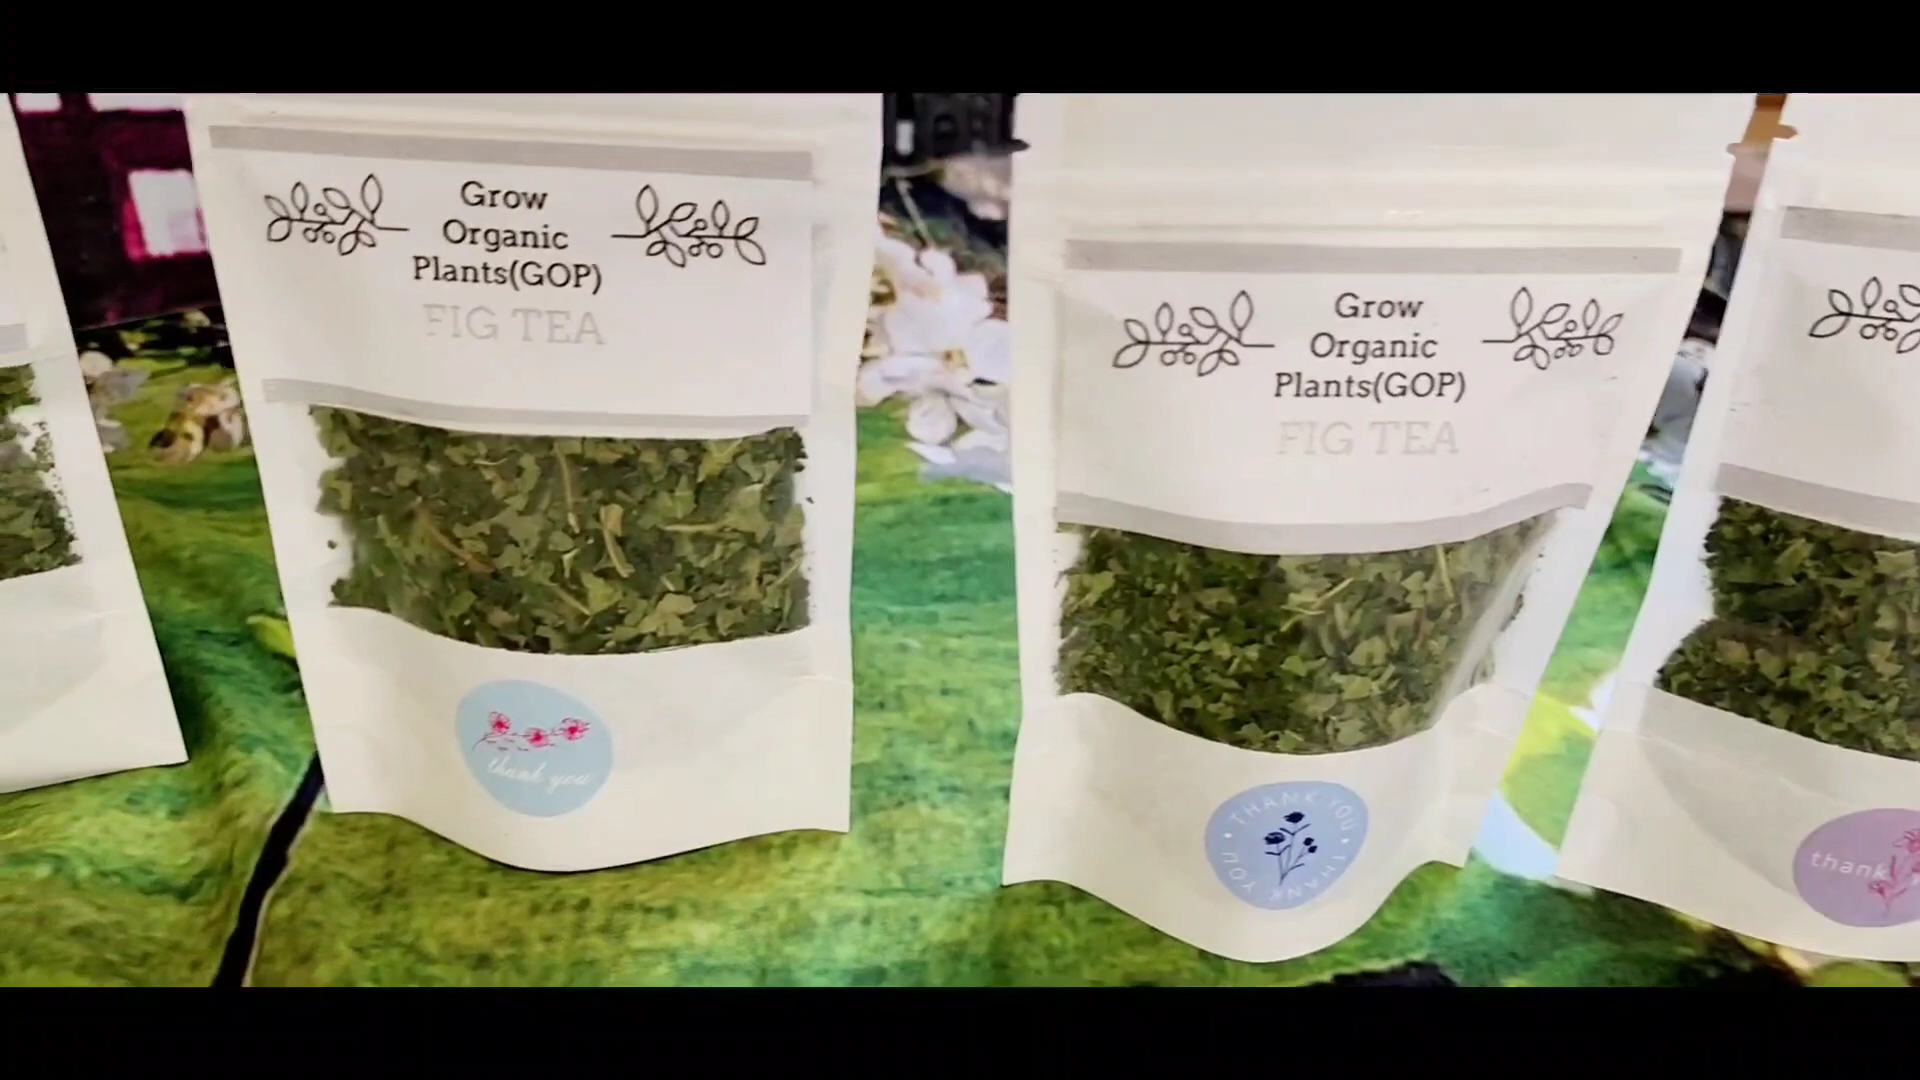 Grow
Organic
Plants(GOP)
FIG TEA
thank you
Grow
Organic
Plants(GOP)
FIG TEA
THANK YOU • THANK YOU •
thank